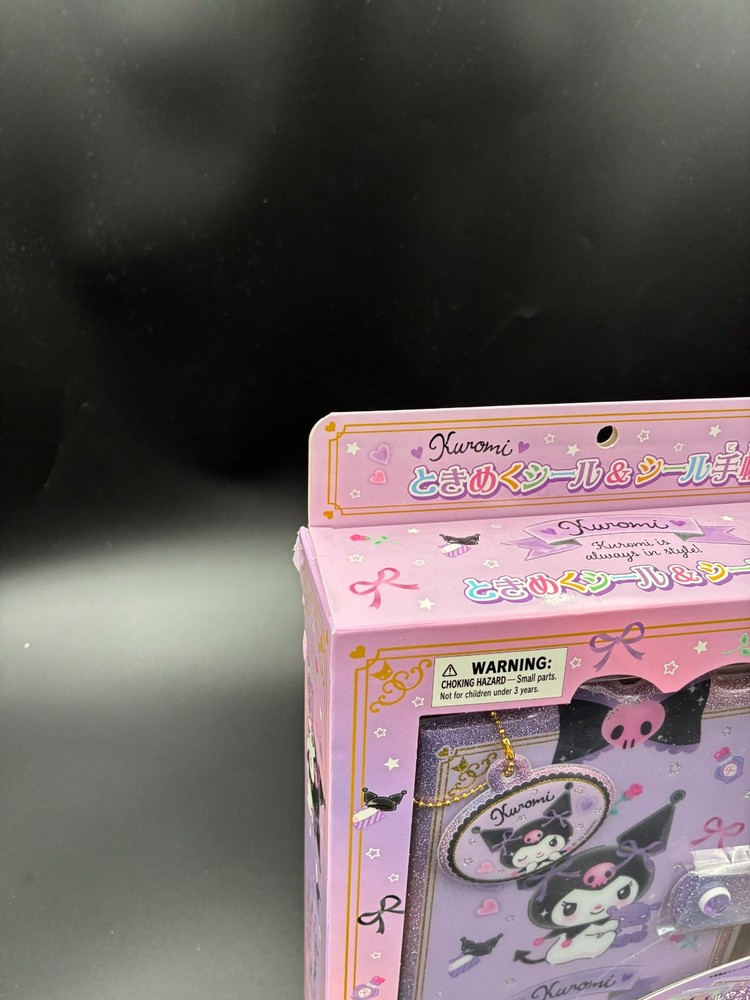 Kuromi
ときめくシール&シール手
Kuromi
Kuromi is
always in style!
ときめくシール&シー
WARNING:
CHOKING HAZARD — Small parts.
Not for children under 3 years.
Kuromi
Kuromi